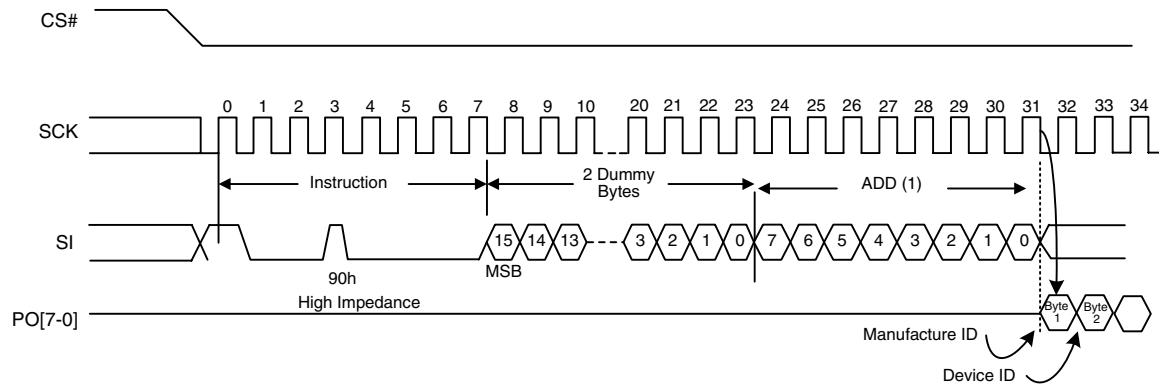 CS#
0 1 2 3 4 5 6 7 8 9 10 20 21 22 23 24 25 26 27 28 29 30 31 32 33 34
SCK
Instruction
2 Dummy
Bytes
ADD (1)
SI
15 14 13 3 2 1 0 7 6 5 4 3 2 1 0
MSB
90h
High Impedance
PO[7-0]
Byte
1
Byte
2
Manufacture ID
Device ID